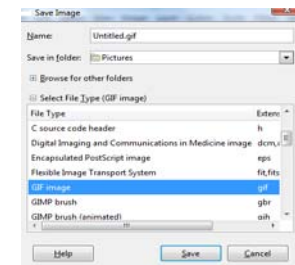 Save Image
Name: Untitled.gif
Save in folder: Pictures
Browse for other folders
Select File Type (GIF image)
File Type Extens
C source code header h
Digital Imaging and Communications in Medicine image dcm,
Encapsulated PostScript image eps
Flexible Image Transport System fit,fits
GIF image gif
GIMP brush gbr
GIMP brush (animated) gih
Help Save Cancel